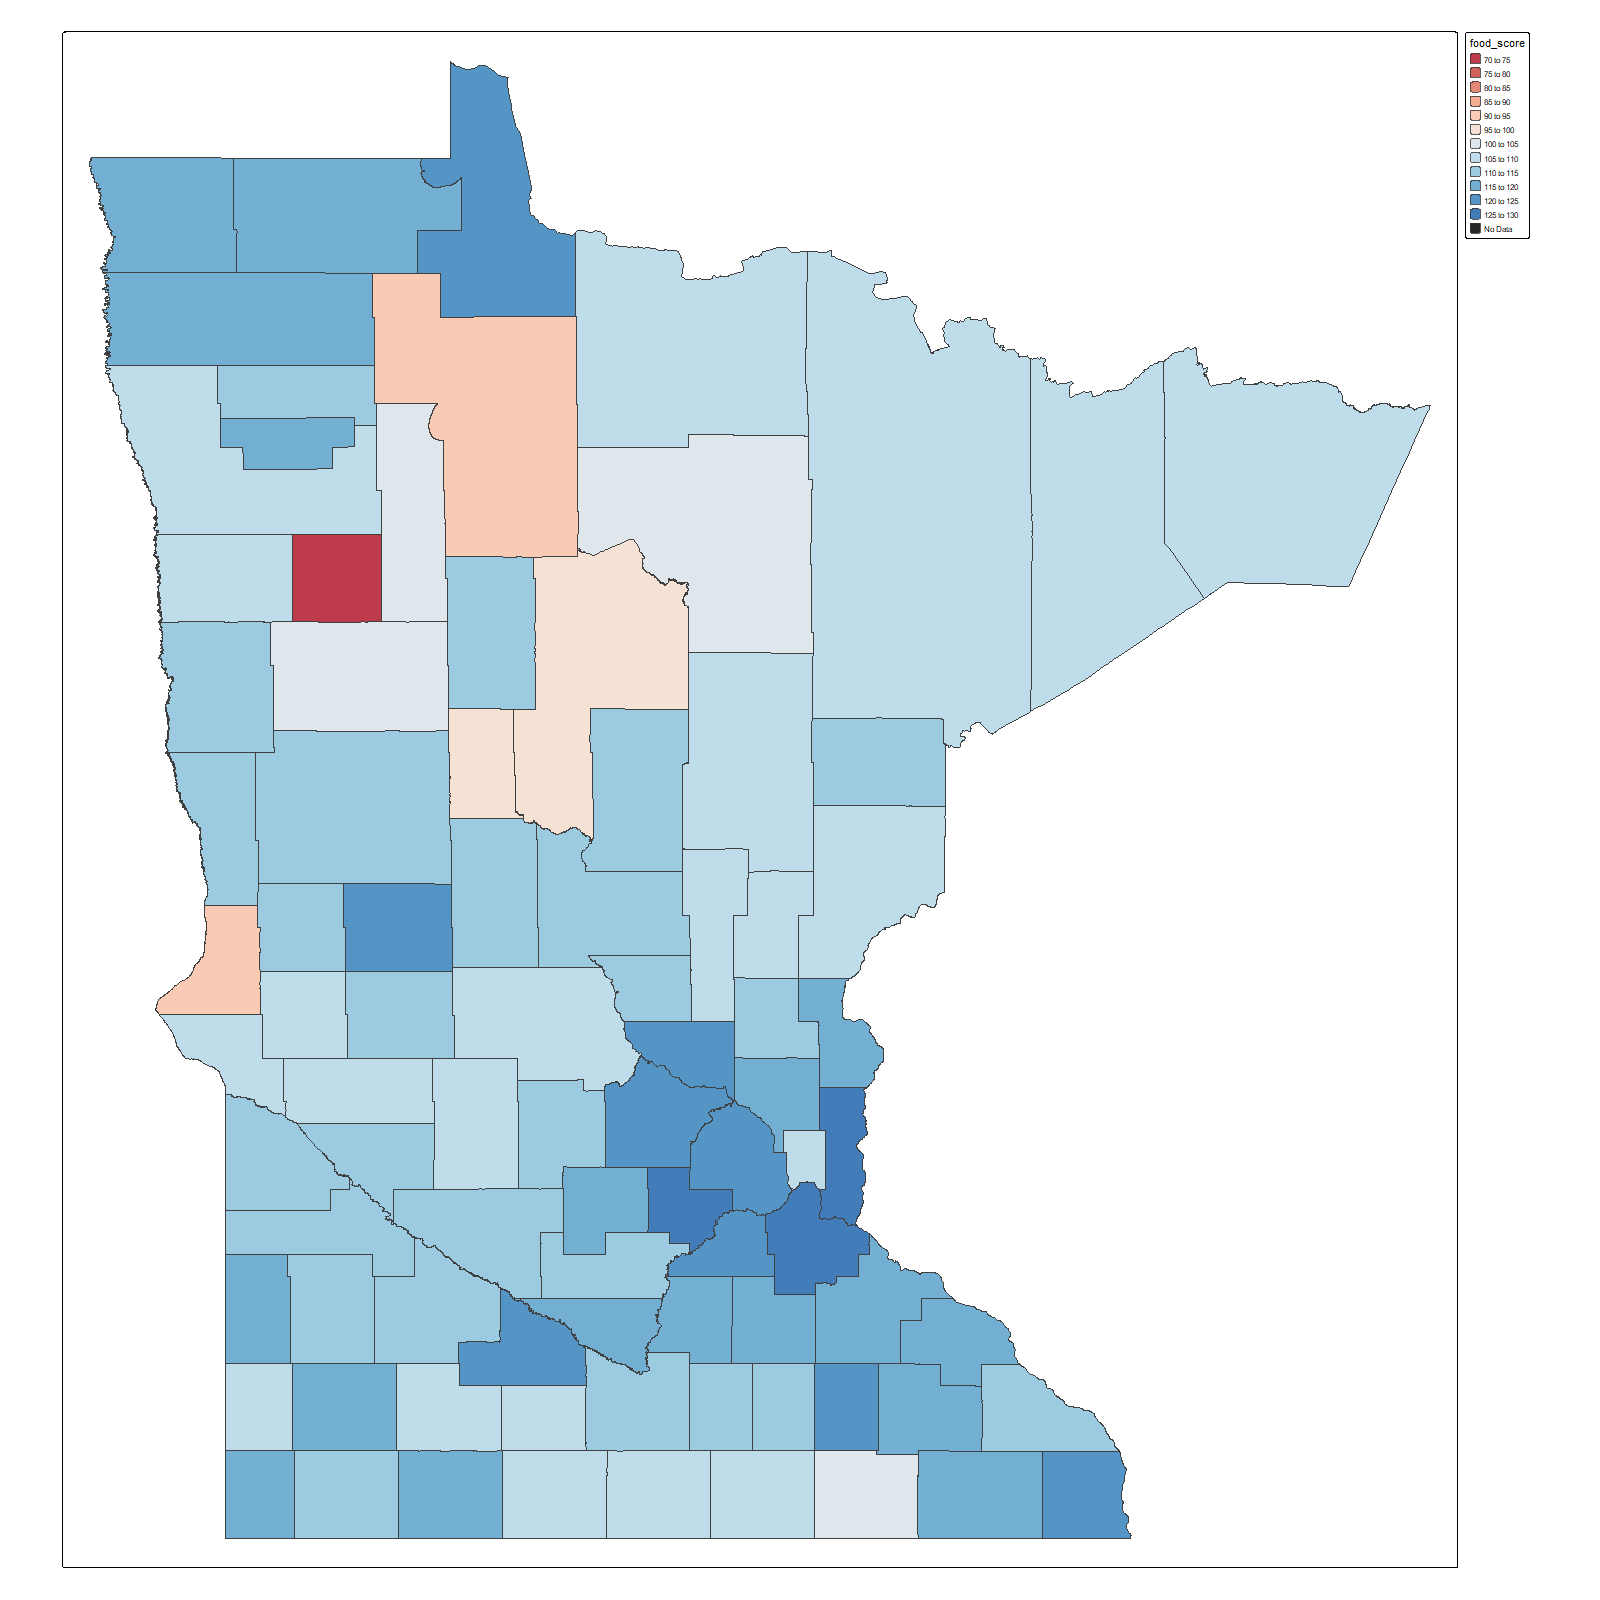 food_score
70 to 75
75 to 80
80 to 85
85 to 90
90 to 95
95 to 100
100 to 105
105 to 110
110 to 115
115 to 120
120 to 125
125 to 130
No Data